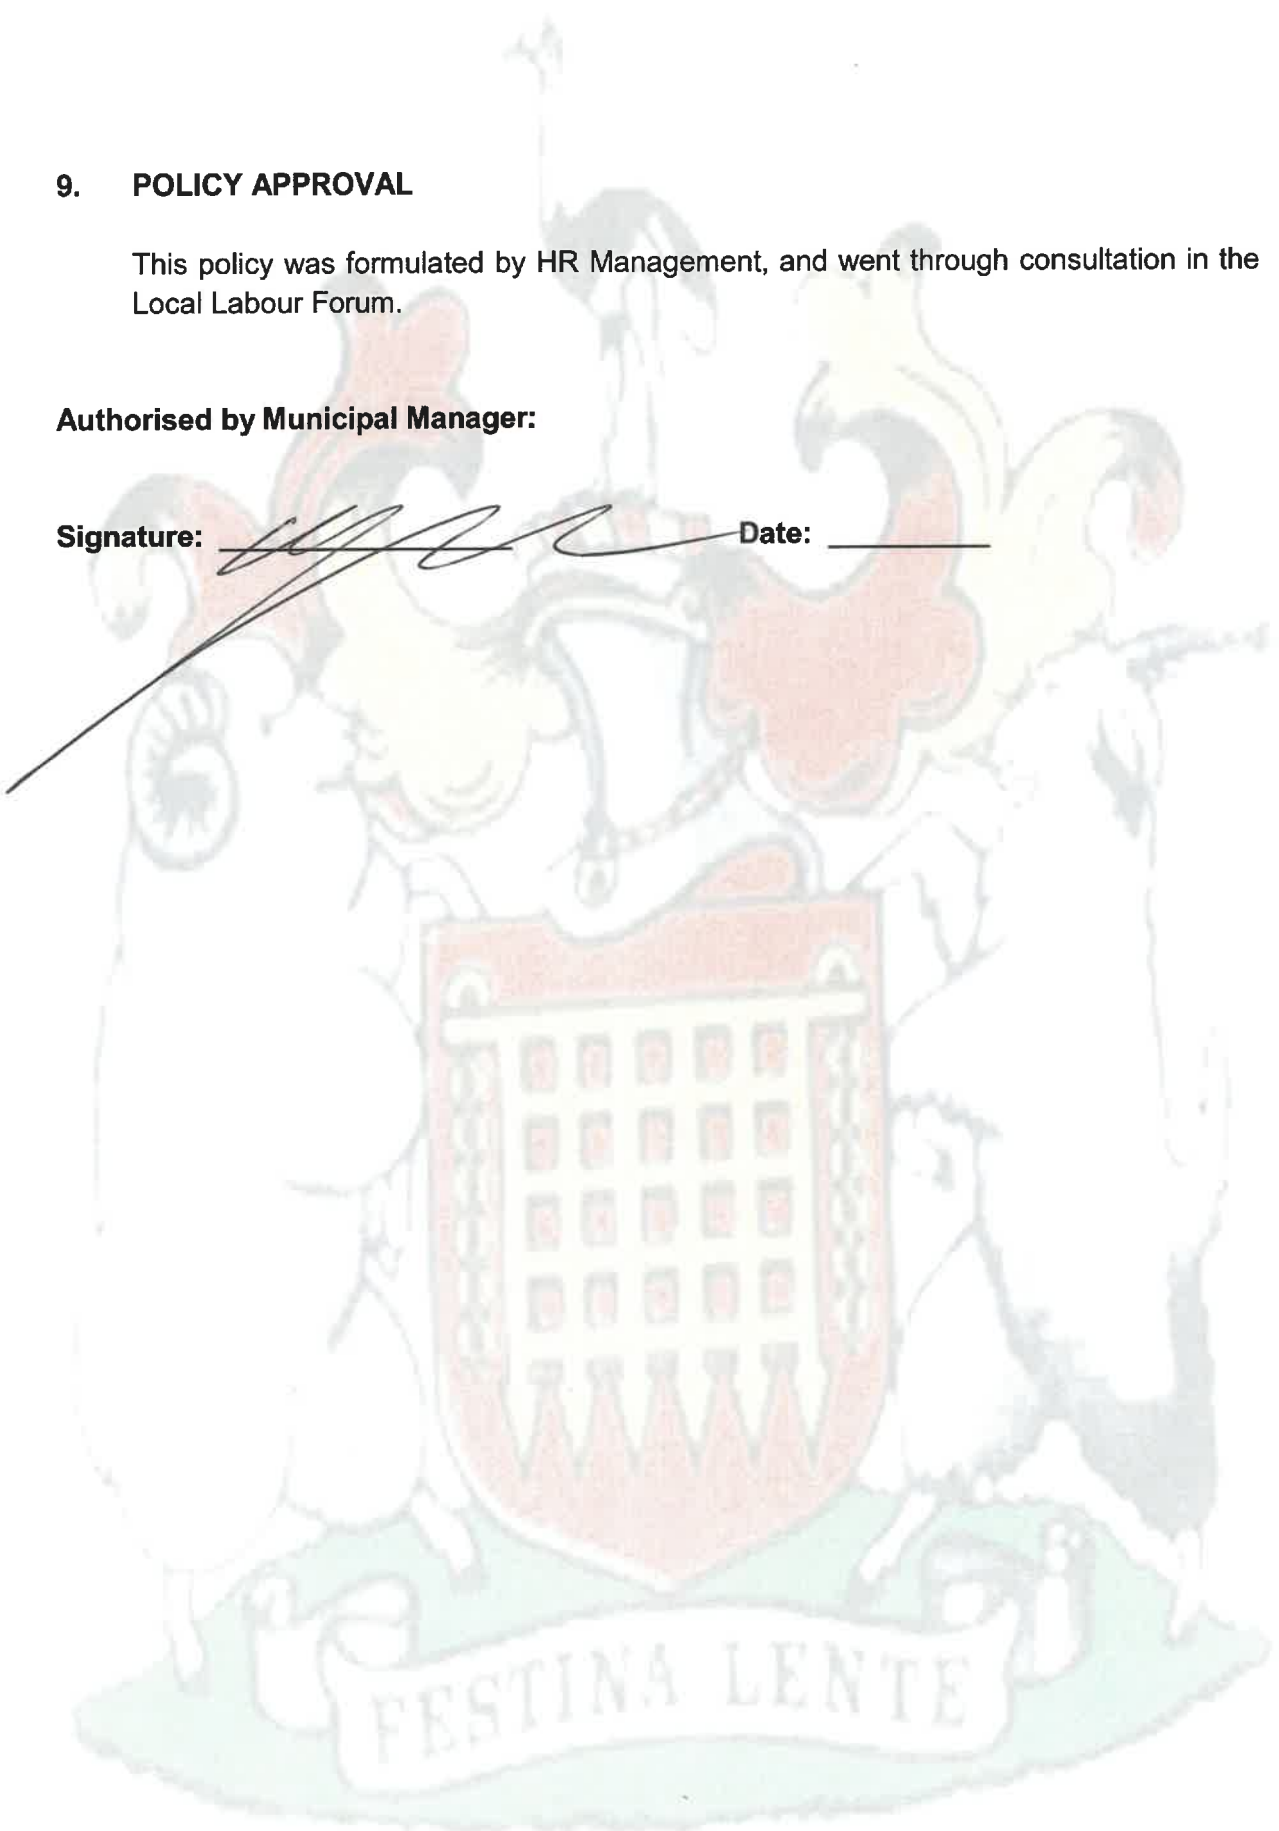 9. POLICY APPROVAL
This policy was formulated by HR Management, and went through consultation in the
Local Labour Forum.
Authorised by Municipal Manager:
Signature: Date:
FESTINA LENTE